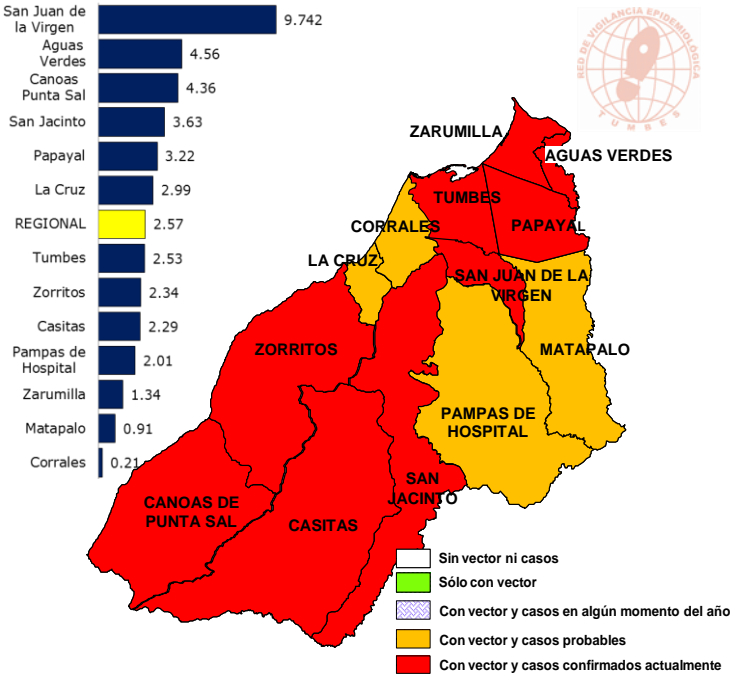 San Juan de
la Virgen
9.742
Aguas
Verdes
4.56
Canoas
Punta Sal
4.36
San Jacinto
3.63
Papayal
3.22
La Cruz
2.99
REGIONAL
2.57
Tumbes
2.53
Zorritos
2.34
Casitas
2.29
Pampas de
Hospital
2.01
Zarumilla
1.34
Matapalo
0.91
Corrales
0.21
RED DE VIGILANCIA EPIDEMIOLÓGICA
TUMBES
ZARUMILLA
AGUAS VERDES
TUMBES
PAPAYAL
CORRALES
LA CRUZ
SAN JUAN DE LA
VIRGEN
ZORRITOS
MATAPALO
PAMPAS DE
HOSPITAL
SAN
JACINTO
CANOAS DE
PUNTA SAL
CASITAS
Sin vector ni casos
Sólo con vector
Con vector y casos en algún momento del año
Con vector y casos probables
Con vector y casos confirmados actualmente